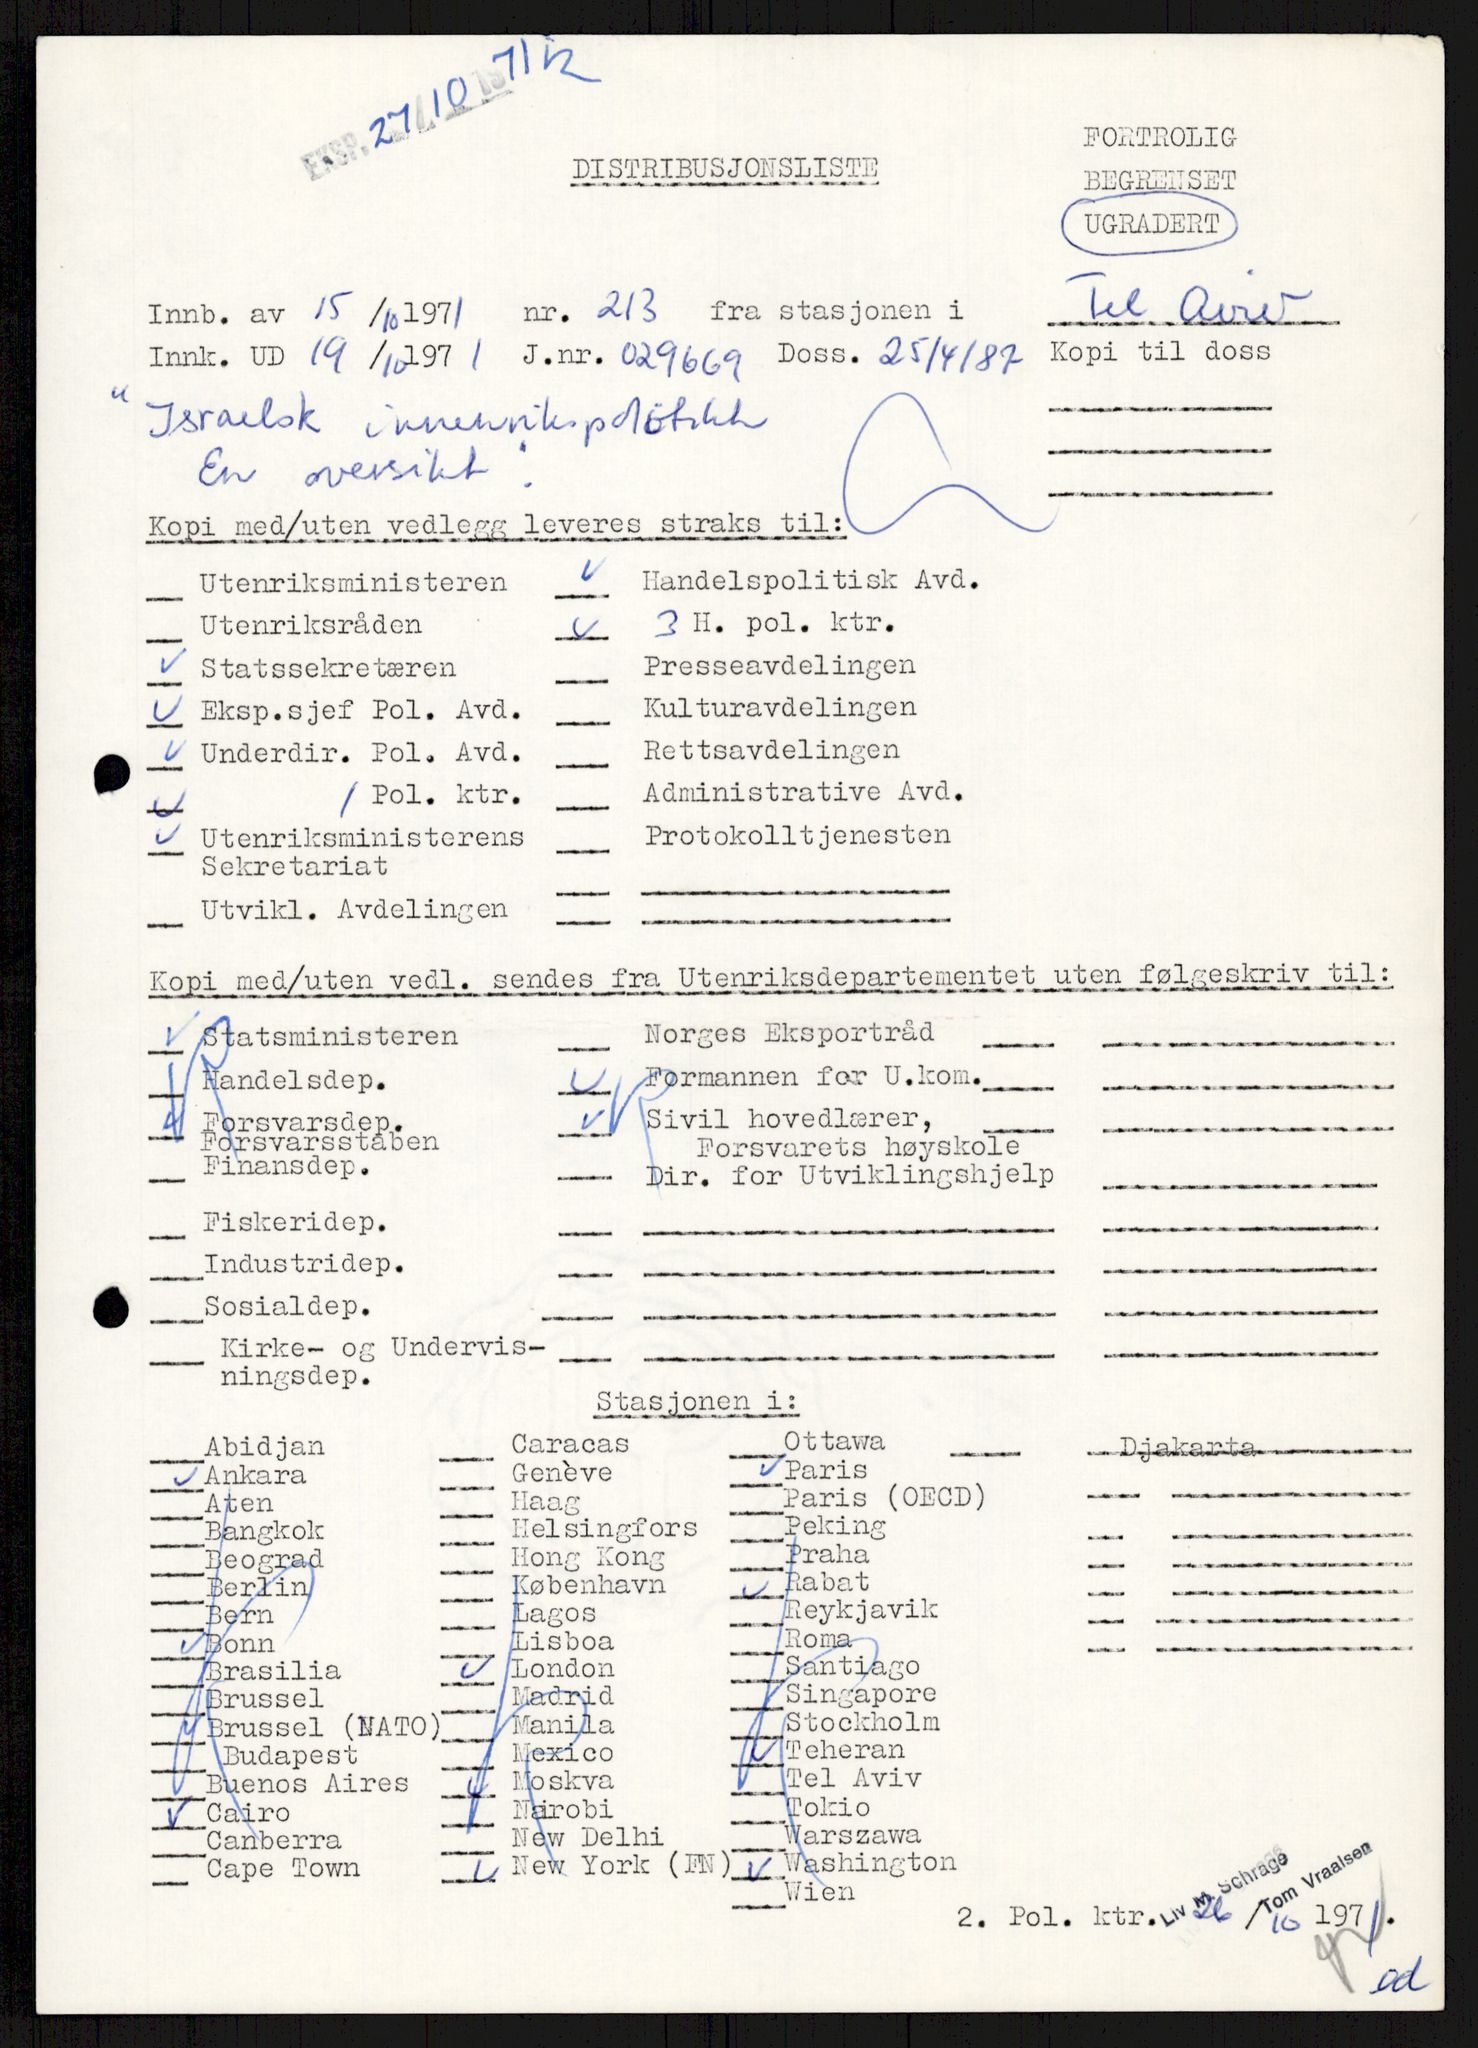 EKSP. 27/10 1971
FORTROLIG
DISTRIBUSJONSLISTE
BEGRENSET
UGRADERT
Innb. av 15/10 1971 nr. 213 fra stasjonen i Tel Aviv
Innk. UD 19/10 1971 J.nr. 029669 Doss. 25/4/87 Kopi til doss
"Israelsk innenrikspolitikk
En oversikt".
Kopi med/uten vedlegg leveres straks til:
✓ Handelspolitisk Avd.
Utenriksministeren
Utenriksråden ✓ 3 H. pol. ktr.
✓ Statssekretæren Presseavdelingen
✓ Eksp.sjef Pol. Avd. Kulturavdelingen
✓ Underdir. Pol. Avd. Rettsavdelingen
✓ 1 Pol. ktr. Administrative Avd.
✓ Utenriksministerens Protokolltjenesten
Sekretariat
Utvikl. Avdelingen
Kopi med/uten vedl. sendes fra Utenriksdepartementet uten følgeskriv til:
✓ Statsministeren Norges Eksportråd
✓ Handelsdep. ✓ Formannen for U.kom.
✓ Forsvarsdep. ✓ Sivil hovedlærer,
Forsvarsstaben Forsvarets høyskole
Finansdep. Dir. for Utviklingshjelp
Fiskeridep.
Industridep.
Sosialdep.
Kirke- og Undervis-
ningsdep.
Stasjonen i:
Abidjan Caracas Ottawa Djakarta
✓ Ankara Genève ✓ Paris
Aten Haag Paris (OECD)
Bangkok Helsingfors Peking
Beograd Hong Kong Praha
Berlin København ✓ Rabat
Bern Lagos Reykjavik
✓ Bonn Lisboa Roma
Brasilia ✓ London Santiago
Brussel Madrid Singapore
✓ Brussel (NATO) Manila Stockholm
Budapest Mexico ✓ Teheran
Buenos Aires ✓ Moskva Tel Aviv
✓ Cairo Narobi Tokio
Canberra New Delhi Warszawa
Cape Town ✓ New York (FN) ✓ Washington
Wien
Liv M. Schrage
Tom Vraalsen
2. Pol. ktr. 26/10 1971.
ed